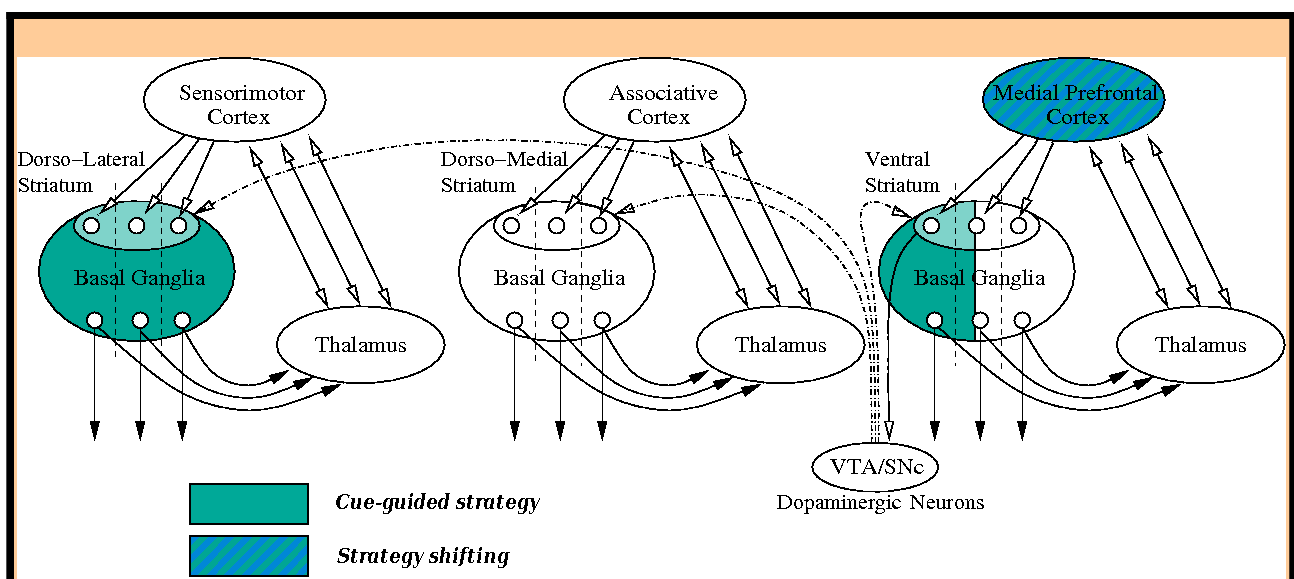 Sensorimotor
Cortex
Associative
Cortex
Medial Prefrontal
Cortex
Dorso−Lateral
Striatum
Dorso−Medial
Striatum
Ventral
Striatum
Basal Ganglia
Basal Ganglia
Basal Ganglia
Thalamus
Thalamus
Thalamus
VTA/SNc
Dopaminergic Neurons
Cue-guided strategy
Strategy shifting